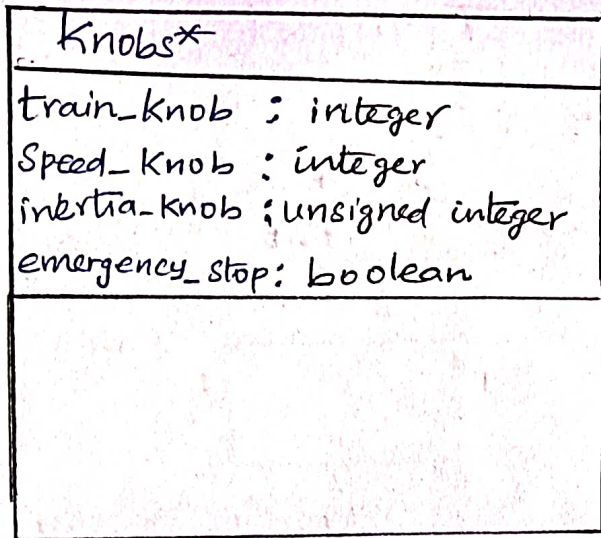 Knobs*
train_knob : integer
Speed_Knob : integer
inertia_knob : unsigned integer
emergency_stop: boolean